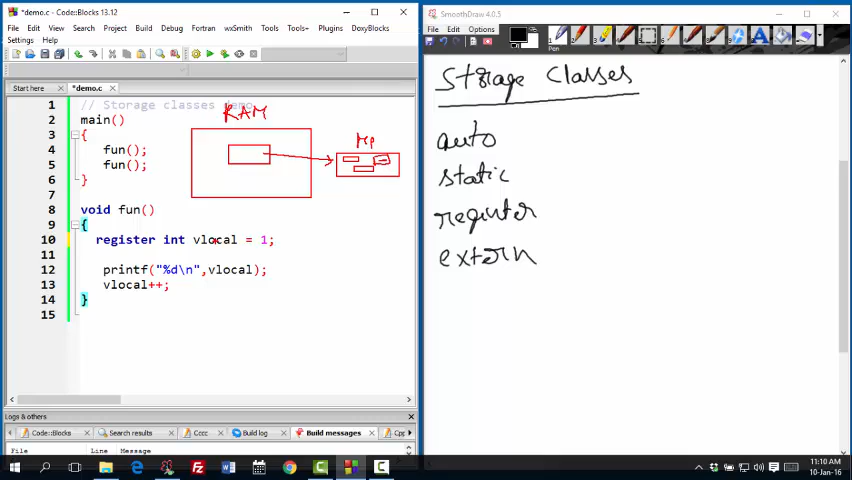 *demo.c - Code::Blocks 13.12
File Edit View Search Project Build Debug Fortran wxSmith Tools Tools+ Plugins DoxyBlocks
Settings Help
Start here
*demo.c
1 // Storage classes demo
2 main()
3 {
4 fun();
5 fun();
6 }
7
8 void fun()
9 {
10 register int vlocal = 1;
11
12 printf("%d\n",vlocal);
13 vlocal++;
14 }
15
RAM
MP
Logs & others
Code::Blocks Search results Cccc Build log Build messages Cpp
File Line Message
SmoothDraw 4.0.5
File Edit View Options
Pen
Storage Classes
auto
static
register
extern
11:10 AM
10-Jan-16